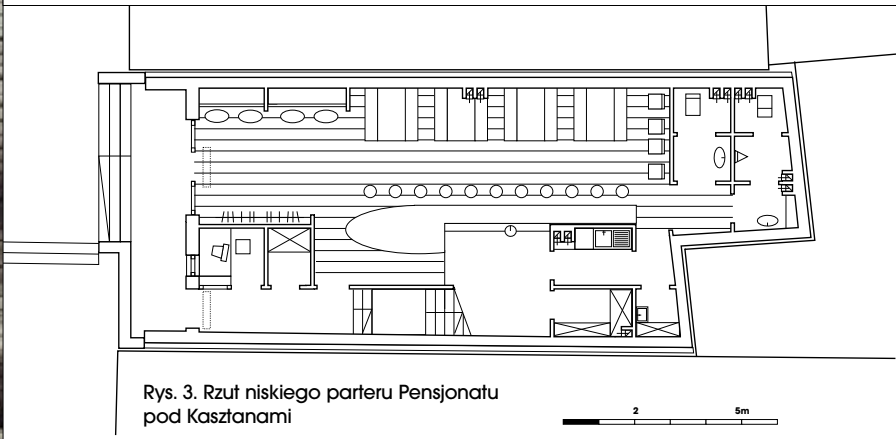 Rys. 3. Rzut niskiego parteru Pensjonatu
pod Kasztanami
2 5m